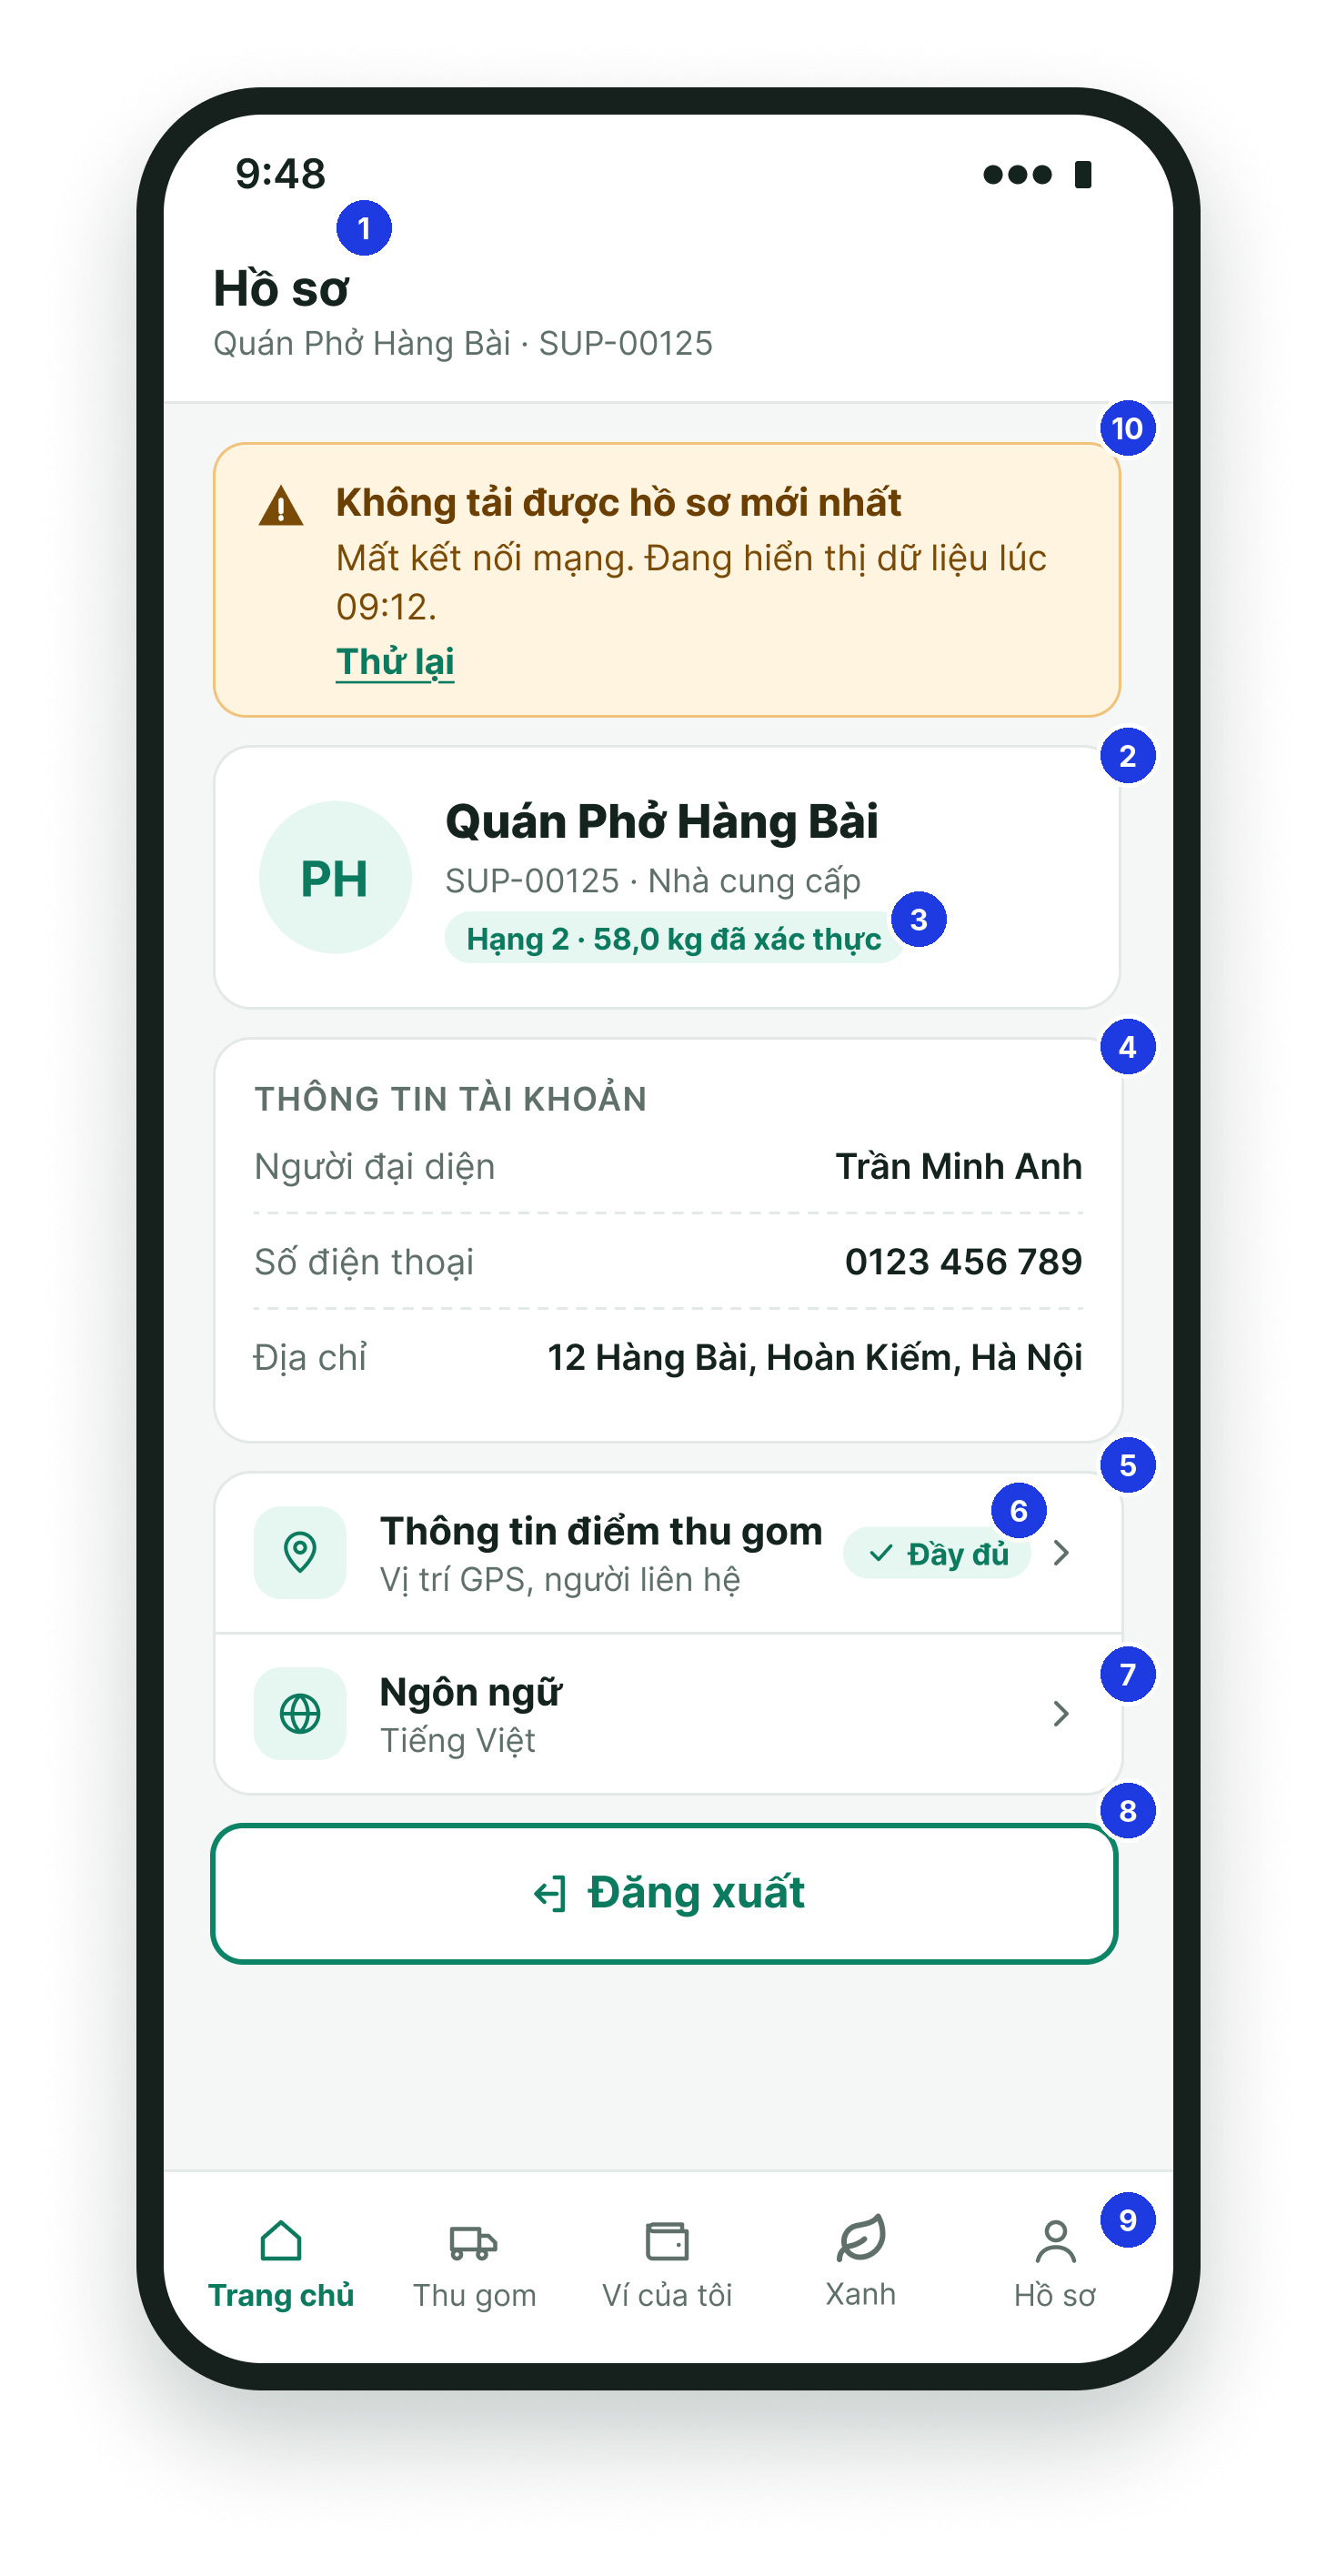 9:48
1
Hồ sơ
Quán Phở Hàng Bài · SUP-00125
10
Không tải được hồ sơ mới nhất
Mất kết nối mạng. Đang hiển thị dữ liệu lúc
09:12.
Thử lại
2
PH
Quán Phở Hàng Bài
SUP-00125 · Nhà cung cấp
Hạng 2 · 58,0 kg đã xác thực
3
4
THÔNG TIN TÀI KHOẢN
Người đại diện Trần Minh Anh
Số điện thoại 0123 456 789
Địa chỉ 12 Hàng Bài, Hoàn Kiếm, Hà Nội
5
6
Thông tin điểm thu gom Đầy đủ
Vị trí GPS, người liên hệ
7
Ngôn ngữ
Tiếng Việt
8
Đăng xuất
9
Trang chủ Thu gom Ví của tôi Xanh Hồ sơ